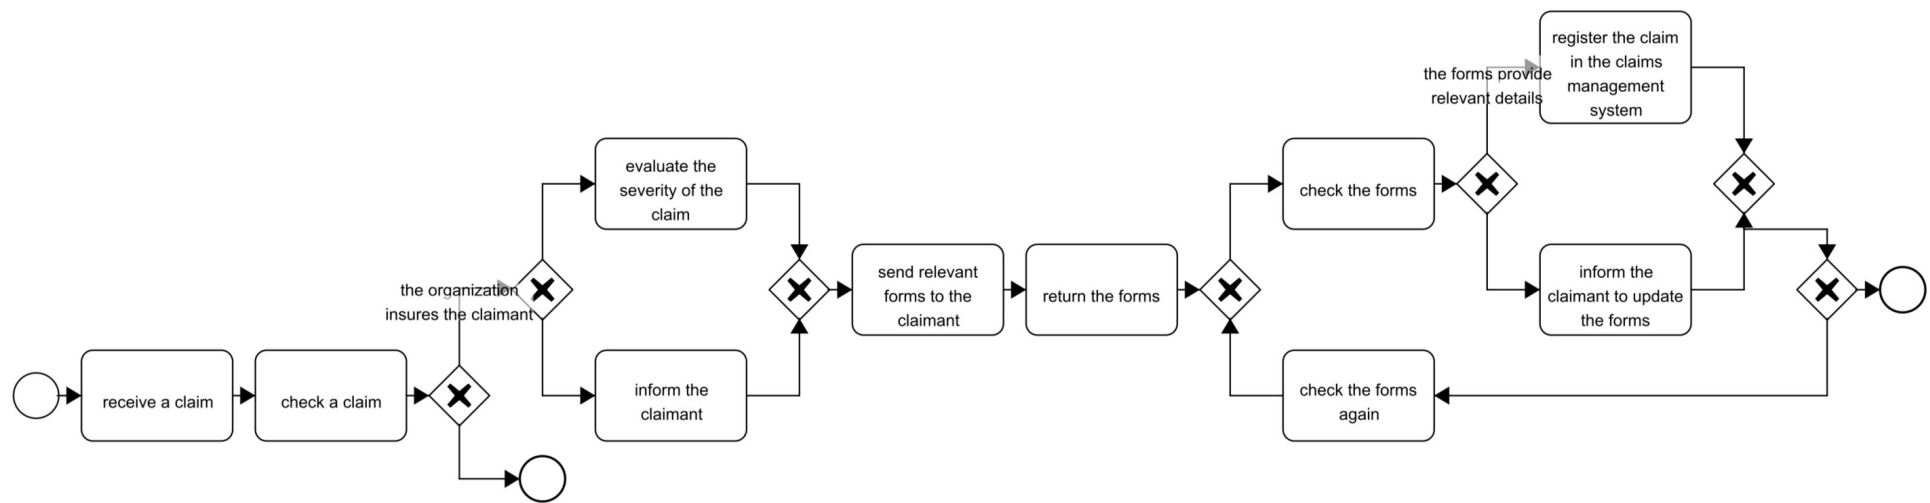 receive a claim
check a claim
the organization
insures the claimant
evaluate the
severity of the
claim
inform the
claimant
send relevant
forms to the
claimant
return the forms
check the forms
the forms provide
relevant details
register the claim
in the claims
management
system
inform the
claimant to update
the forms
check the forms
again